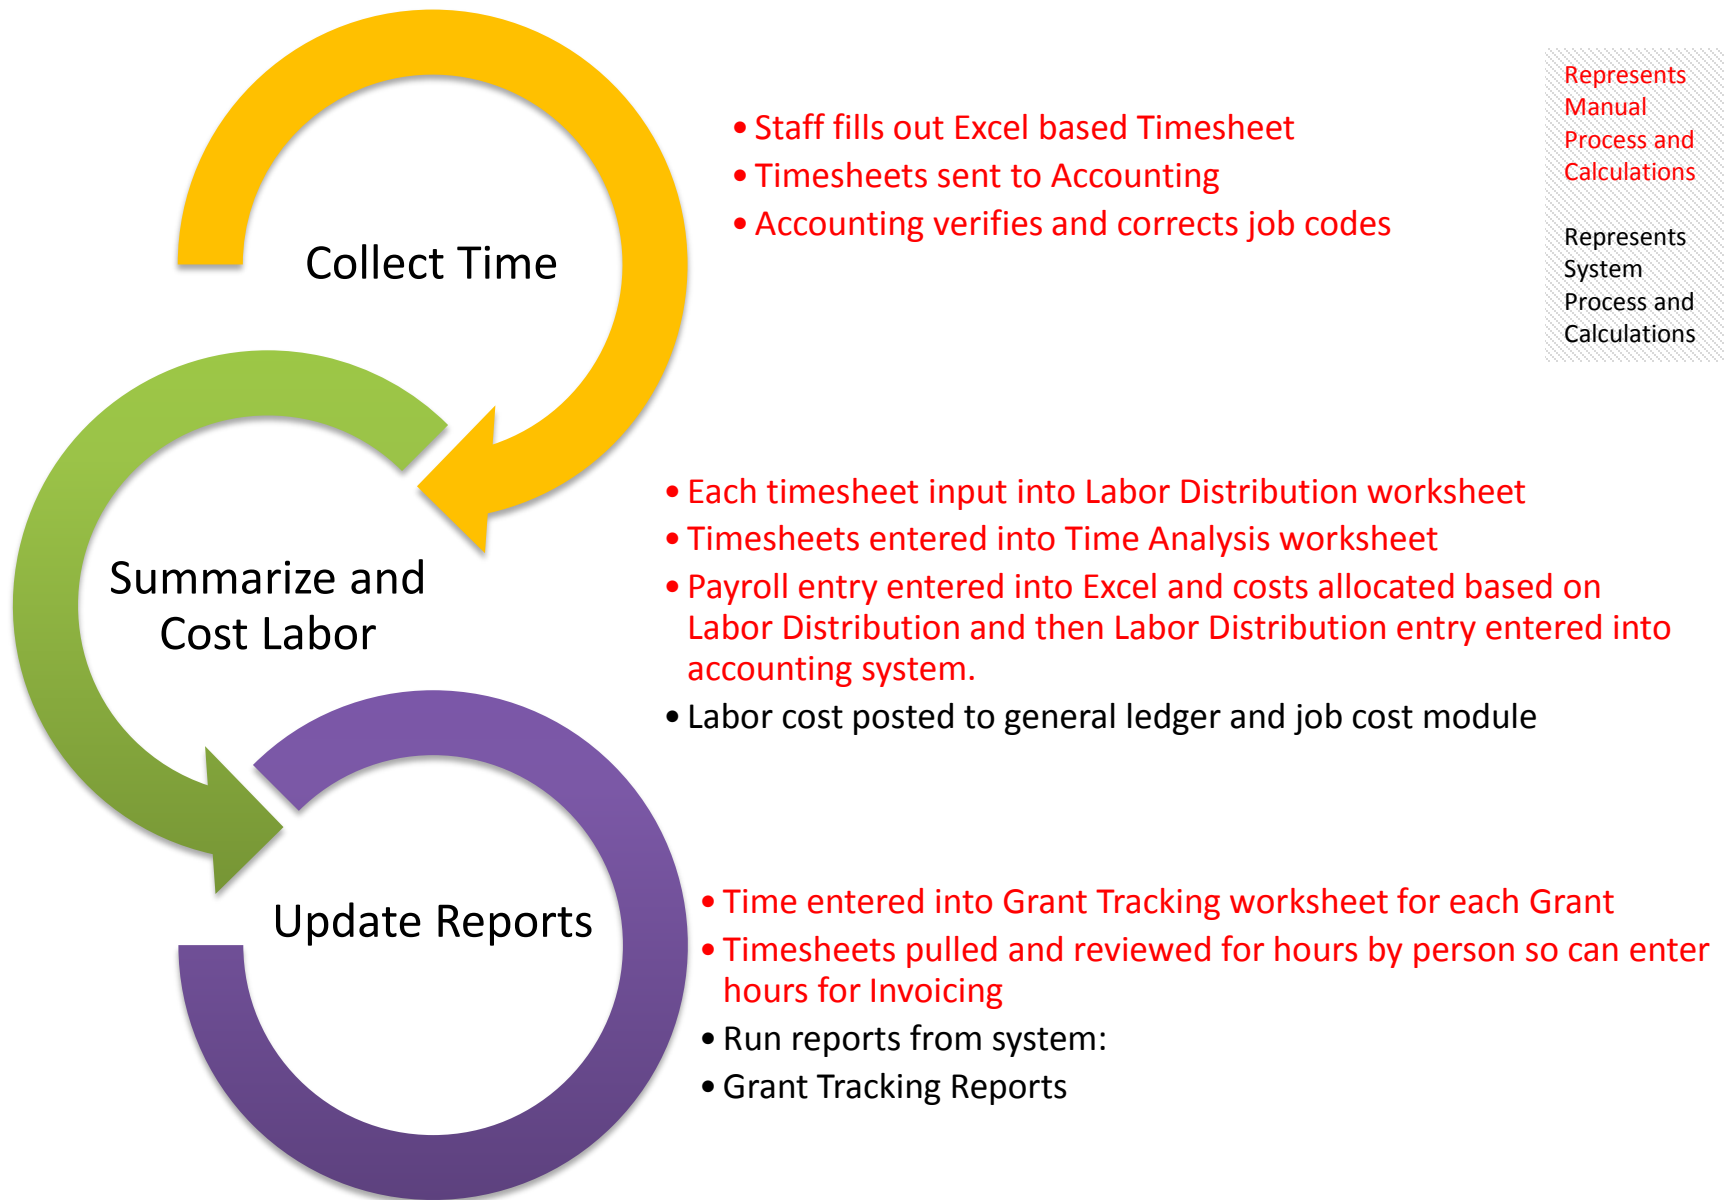 Collect Time
• Staff fills out Excel based Timesheet
• Timesheets sent to Accounting
• Accounting verifies and corrects job codes
Represents
Manual
Process and
Calculations
Represents
System
Process and
Calculations
Summarize and
Cost Labor
• Each timesheet input into Labor Distribution worksheet
• Timesheets entered into Time Analysis worksheet
• Payroll entry entered into Excel and costs allocated based on
Labor Distribution and then Labor Distribution entry entered into
accounting system.
• Labor cost posted to general ledger and job cost module
Update Reports
• Time entered into Grant Tracking worksheet for each Grant
• Timesheets pulled and reviewed for hours by person so can enter
hours for Invoicing
• Run reports from system:
• Grant Tracking Reports